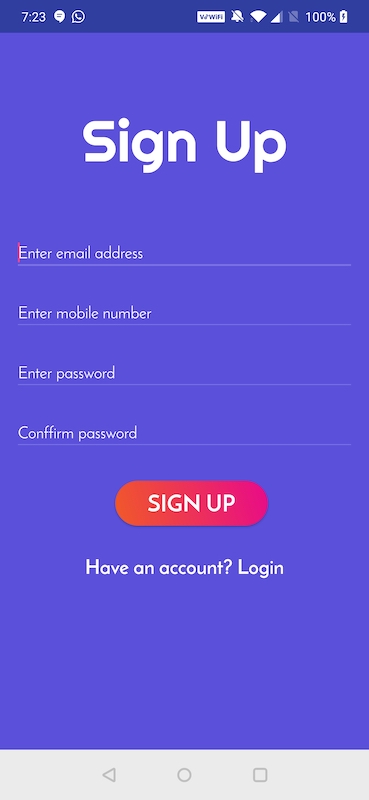 7:23 VoWiFi 100%
Sign Up
Enter email address
Enter mobile number
Enter password
Conffirm password
SIGN UP
Have an account? Login